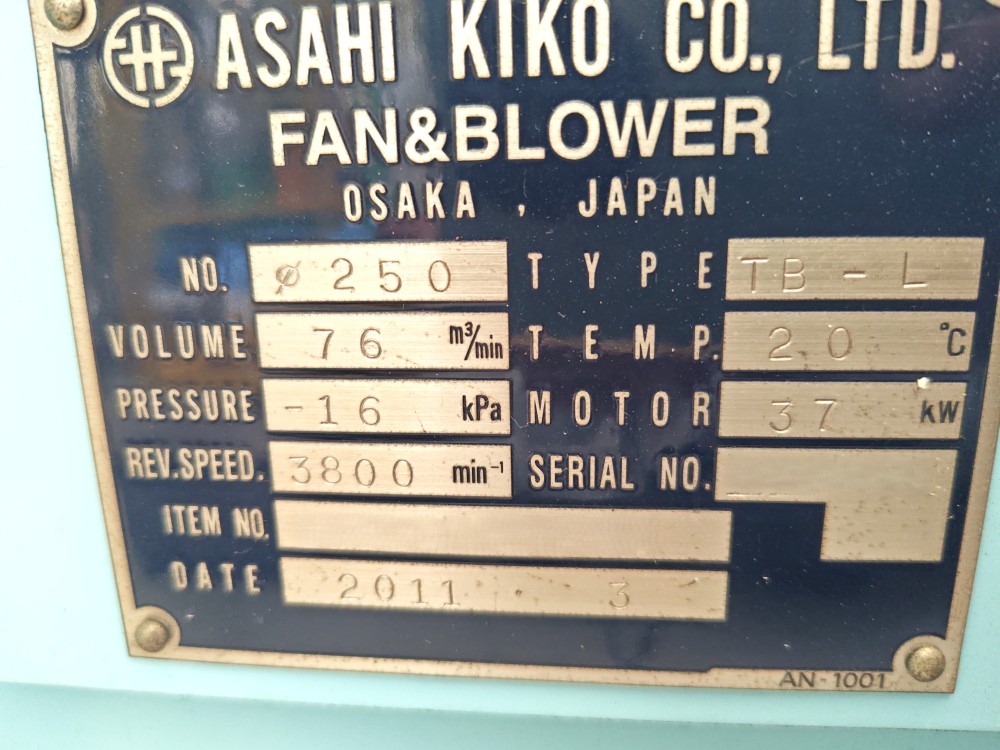 ASAHI KIKO CO., LTD.
FAN&BLOWER
OSAKA , JAPAN
NO. ø250 TYPE TB-L
VOLUME 76 m³/min TEMP. 20 °C
PRESSURE -16 kPa MOTOR 37 kW
REV.SPEED. 3800 min⁻¹ SERIAL NO.
ITEM NO.
DATE 2011 . 3
AN-1001